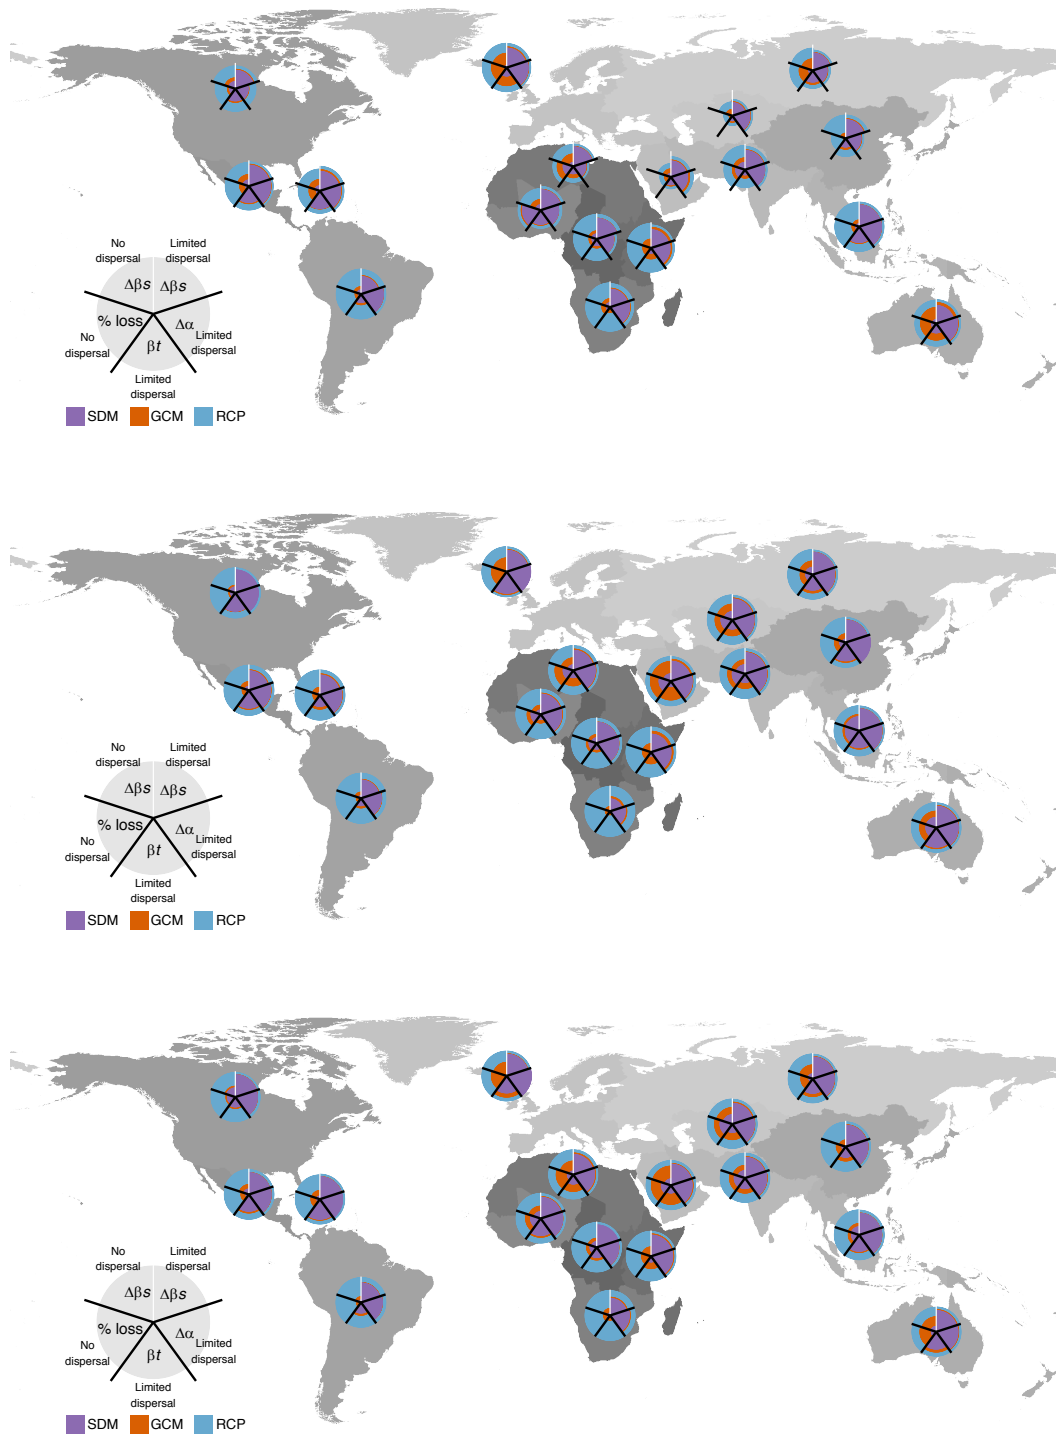 No dispersal
Limited dispersal
Δβs Δβs
% loss Δα
No dispersal
βt
Limited dispersal
Limited dispersal
SDM GCM RCP
No dispersal
Limited dispersal
Δβs Δβs
% loss Δα
No dispersal
βt
Limited dispersal
Limited dispersal
SDM GCM RCP
No dispersal
Limited dispersal
Δβs Δβs
% loss Δα
No dispersal
βt
Limited dispersal
Limited dispersal
SDM GCM RCP